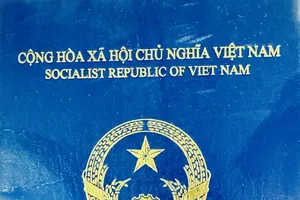 CỘNG HÒA XÃ HỘI CHỦ NGHĨA VIỆT NAM
SOCIALIST REPUBLIC OF VIET NAM